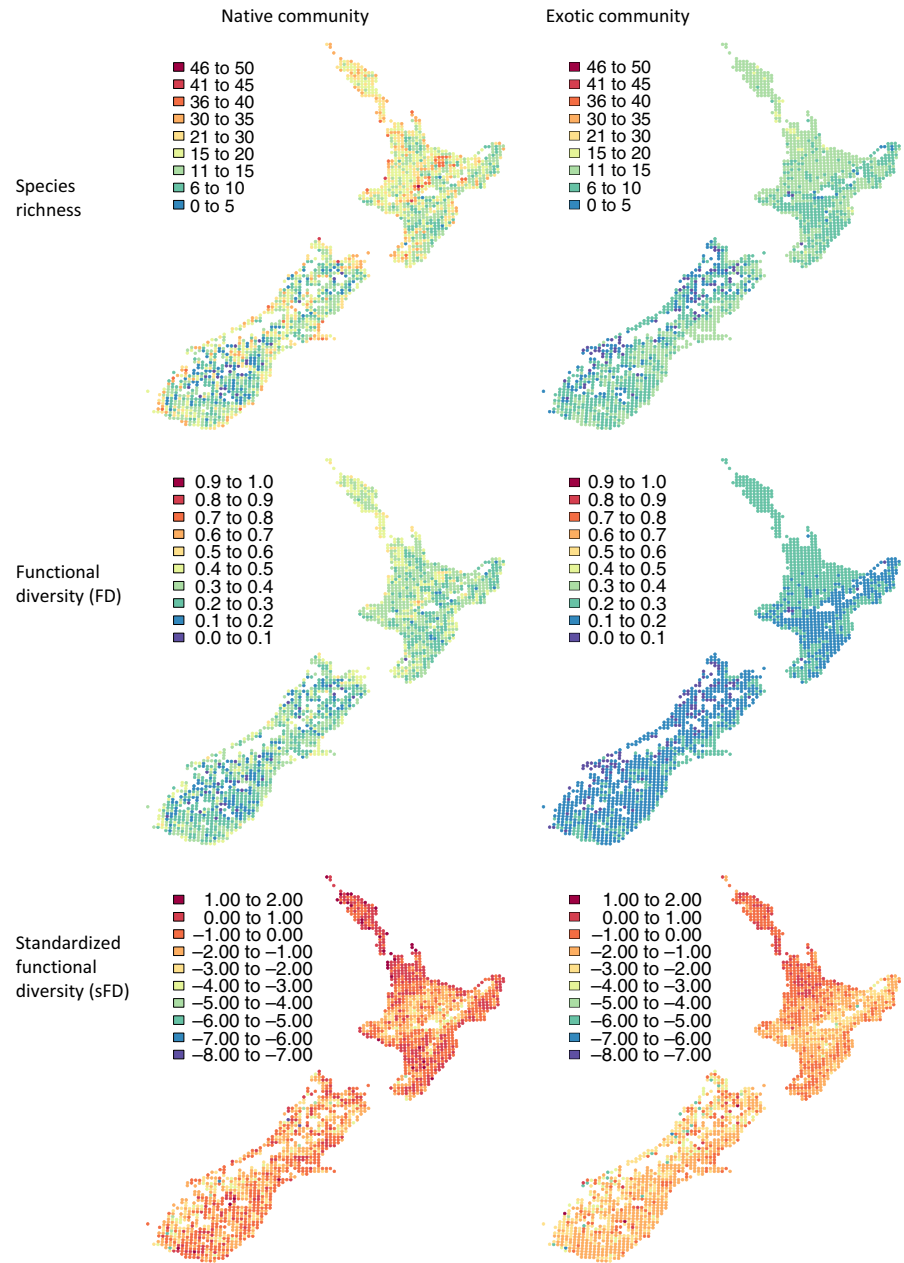 Native community
Exotic community
46 to 50
41 to 45
36 to 40
30 to 35
21 to 30
15 to 20
11 to 15
6 to 10
0 to 5
46 to 50
41 to 45
36 to 40
30 to 35
21 to 30
15 to 20
11 to 15
6 to 10
0 to 5
Species
richness
0.9 to 1.0
0.8 to 0.9
0.7 to 0.8
0.6 to 0.7
0.5 to 0.6
0.4 to 0.5
0.3 to 0.4
0.2 to 0.3
0.1 to 0.2
0.0 to 0.1
0.9 to 1.0
0.8 to 0.9
0.7 to 0.8
0.6 to 0.7
0.5 to 0.6
0.4 to 0.5
0.3 to 0.4
0.2 to 0.3
0.1 to 0.2
0.0 to 0.1
Functional
diversity (FD)
1.00 to 2.00
0.00 to 1.00
–1.00 to 0.00
–2.00 to –1.00
–3.00 to –2.00
–4.00 to –3.00
–5.00 to –4.00
–6.00 to –5.00
–7.00 to –6.00
–8.00 to –7.00
1.00 to 2.00
0.00 to 1.00
–1.00 to 0.00
–2.00 to –1.00
–3.00 to –2.00
–4.00 to –3.00
–5.00 to –4.00
–6.00 to –5.00
–7.00 to –6.00
–8.00 to –7.00
Standardized
functional
diversity (sFD)